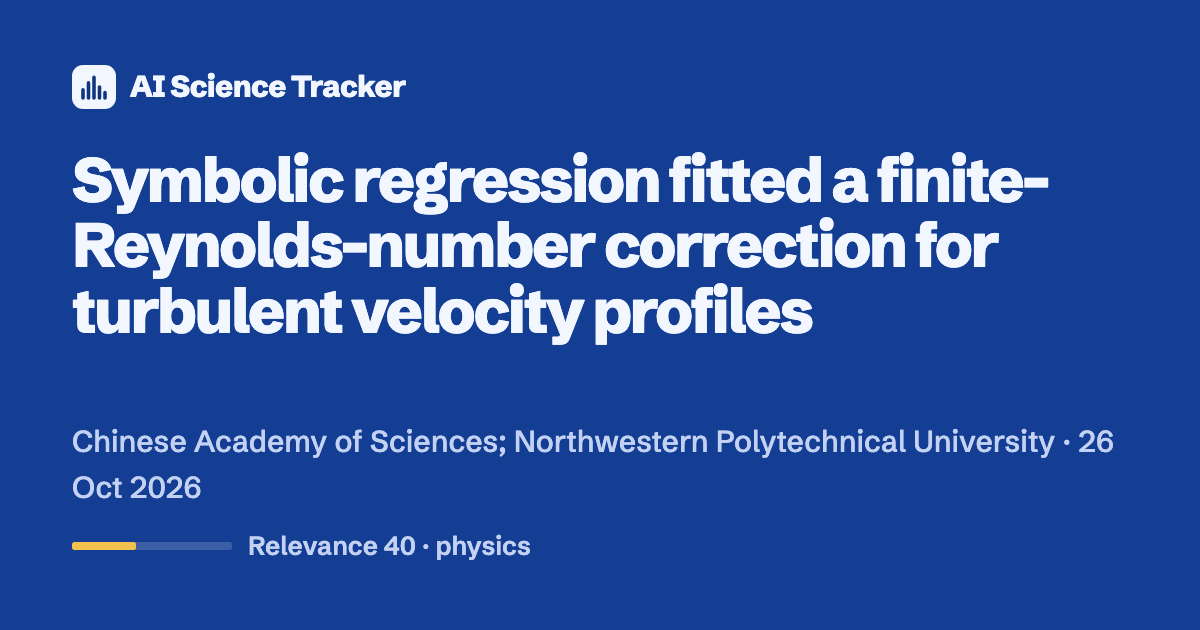 AI Science Tracker
Symbolic regression fitted a finite-
Reynolds-number correction for
turbulent velocity profiles
Chinese Academy of Sciences; Northwestern Polytechnical University · 26
Oct 2026
Relevance 40 · physics